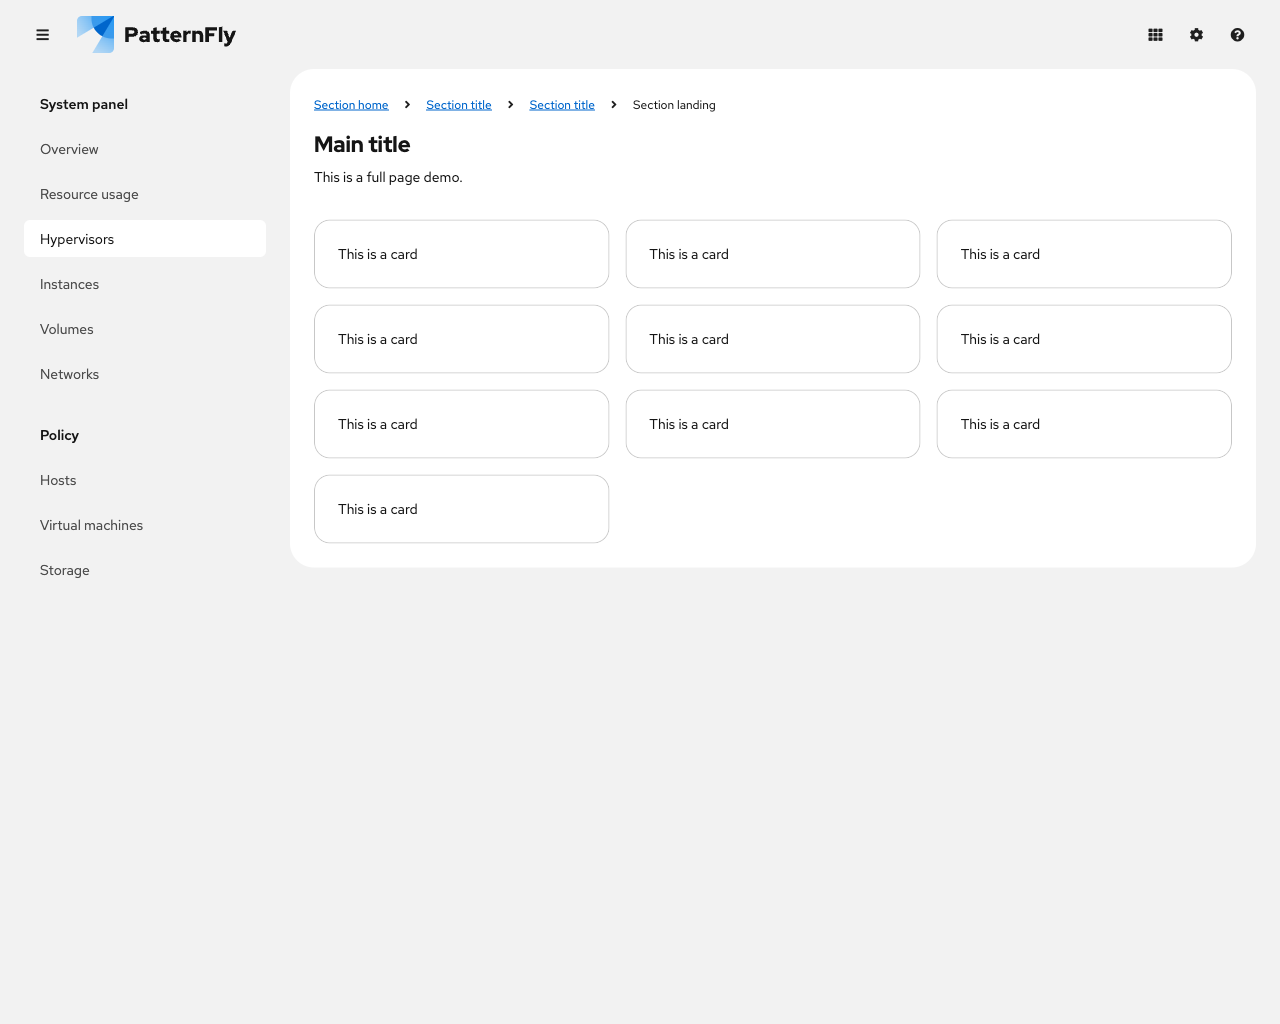 PatternFly
System panel
Overview
Resource usage
Hypervisors
Instances
Volumes
Networks
Policy
Hosts
Virtual machines
Storage
Section home
Section title
Section title
Section landing
Main title
This is a full page demo.
This is a card
This is a card
This is a card
This is a card
This is a card
This is a card
This is a card
This is a card
This is a card
This is a card